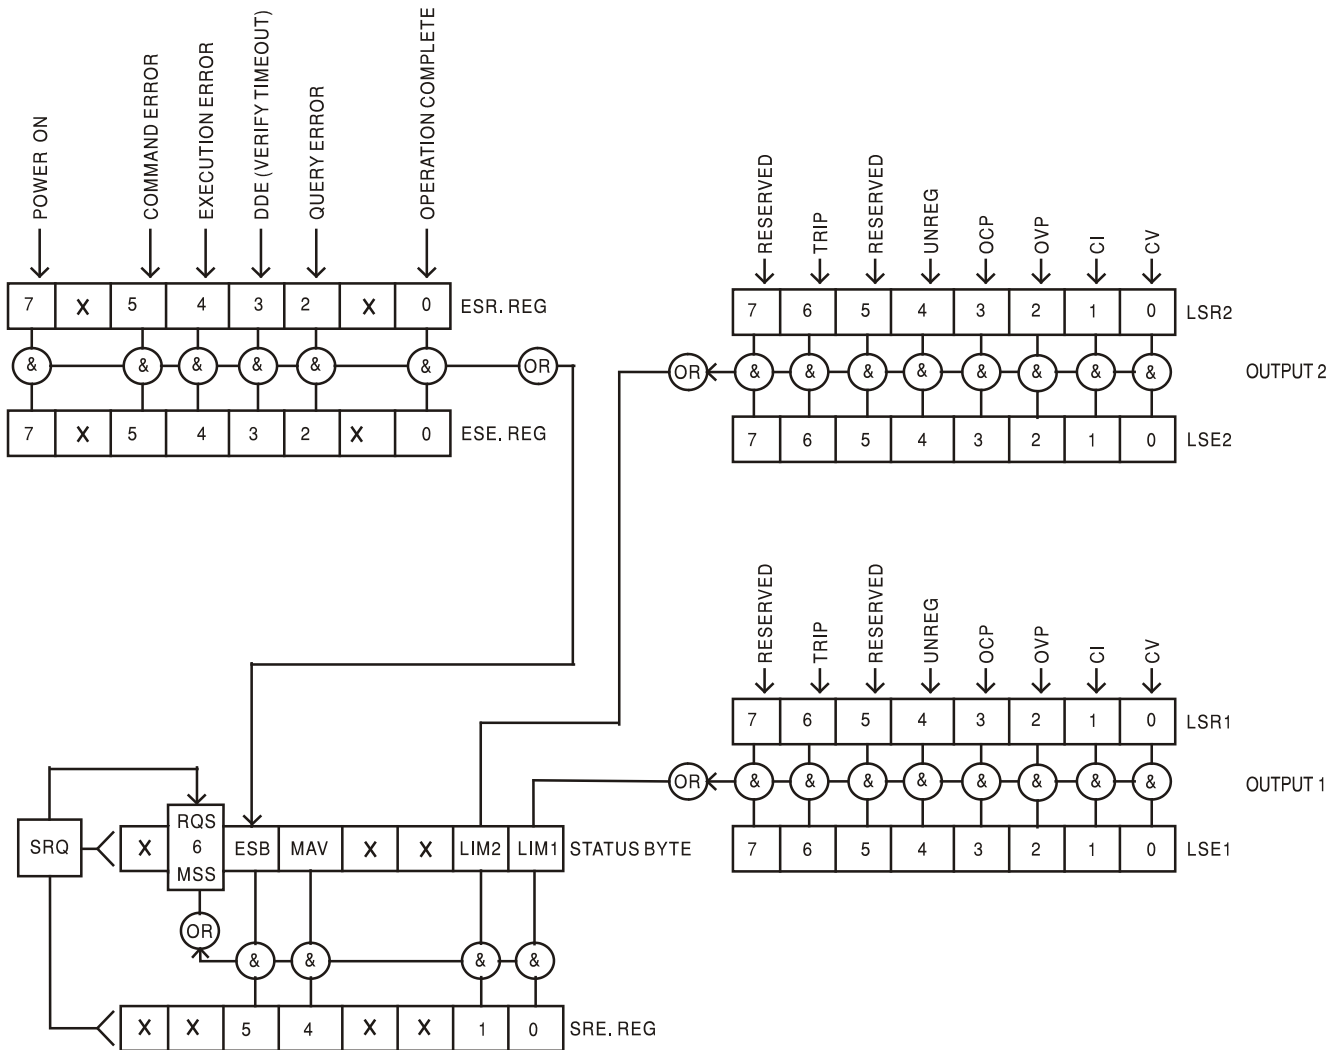 POWER ON
COMMAND ERROR
EXECUTION ERROR
DDE (VERIFY TIMEOUT)
QUERY ERROR
OPERATION COMPLETE
7 X 5 4 3 2 X 0 ESR. REG
& & & & & & OR
7 X 5 4 3 2 X 0 ESE. REG
RESERVED
TRIP
RESERVED
UNREG
OCP
OVP
CI
CV
7 6 5 4 3 2 1 0 LSR2
OR & & & & & & & & OUTPUT 2
7 6 5 4 3 2 1 0 LSE2
RESERVED
TRIP
RESERVED
UNREG
OCP
OVP
CI
CV
7 6 5 4 3 2 1 0 LSR1
OR & & & & & & & & OUTPUT 1
7 6 5 4 3 2 1 0 LSE1
SRQ
X
RQS
6
MSS
ESB MAV X X LIM2 LIM1 STATUS BYTE
OR
& & & &
X X 5 4 X X 1 0 SRE. REG